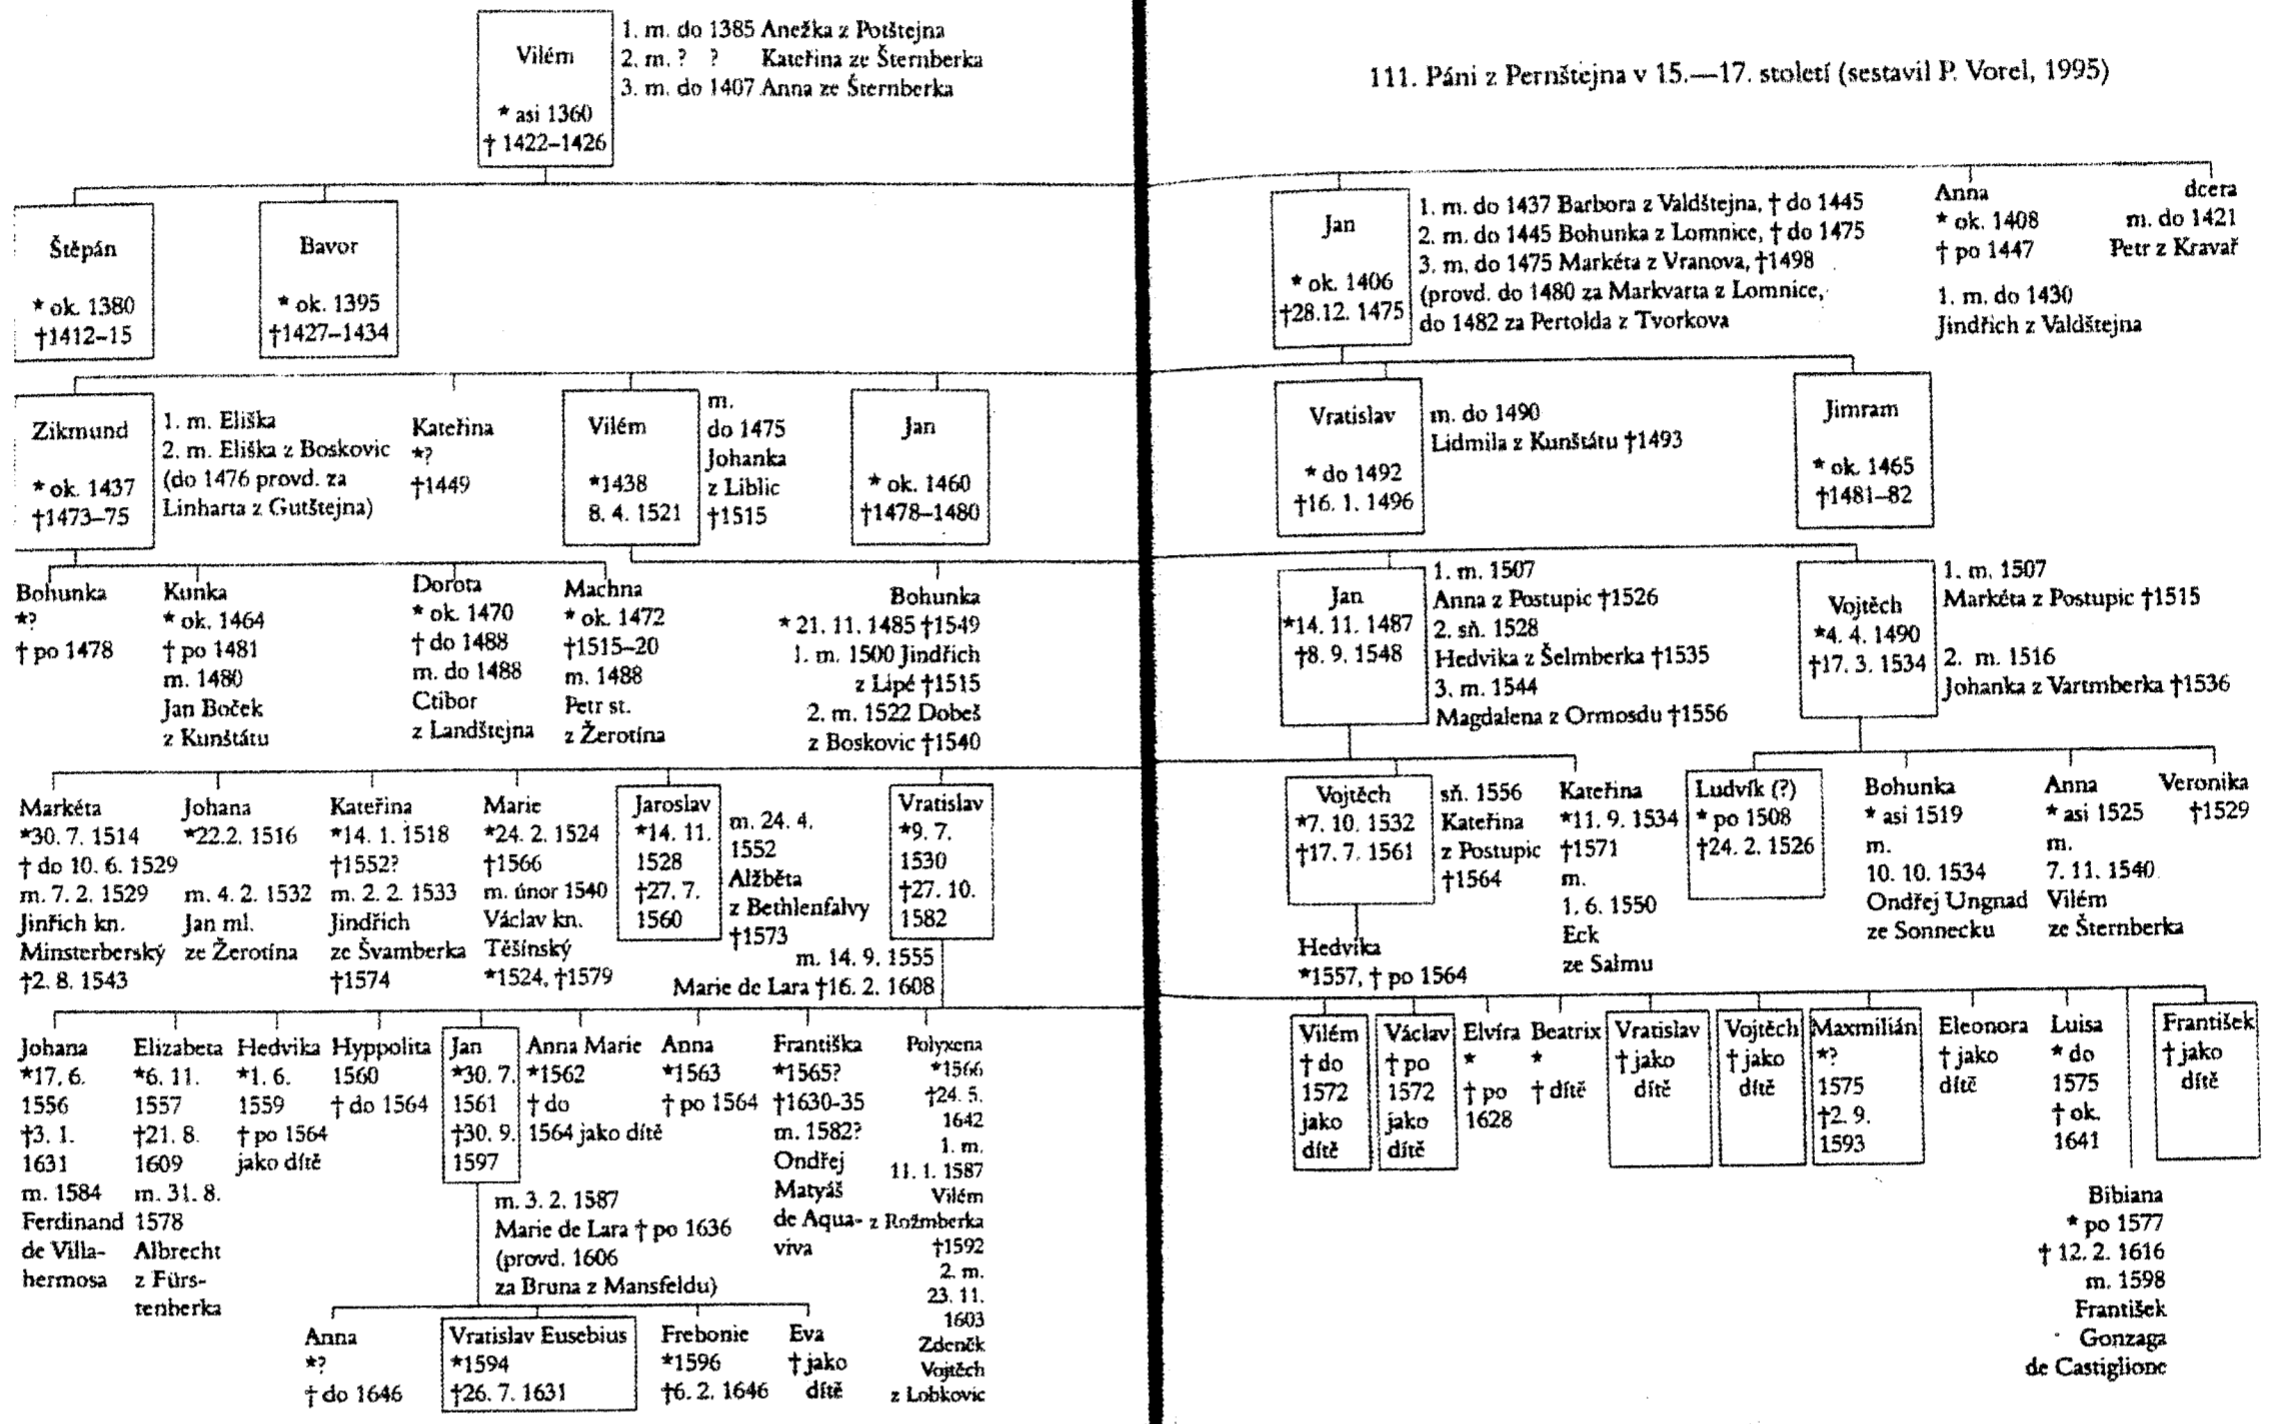 111. Páni z Pernštejna v 15.—17. století (sestavil P. Vorel, 1995)
Vilém
* asi 1360
† 1422–1426
1. m. do 1385 Anežka z Potštejna
2. m. ? ? Kateřina ze Šternberka
3. m. do 1407 Anna ze Šternberka
Štěpán
* ok. 1380
†1412–15
Bavor
* ok. 1395
†1427–1434
Jan
* ok. 1406
†28.12. 1475
1. m. do 1437 Barbora z Valdštejna, † do 1445
2. m. do 1445 Bohunka z Lomnice, † do 1475
3. m. do 1475 Markéta z Vranova, †1498
(provd. do 1480 za Markvarta z Lomnice,
do 1482 za Pertolda z Tvorkova
Anna
* ok. 1408
† po 1447
1. m. do 1430
Jindřich z Valdštejna
dcera
m. do 1421
Petr z Kravař
Zikmund
* ok. 1437
†1473–75
1. m. Eliška
2. m. Eliška z Boskovic
(do 1476 provd. za
Linharta z Gutštejna)
Kateřina
*?
†1449
Vilém
*1438
8. 4. 1521
m.
do 1475
Johanka
z Liblic
†1515
Jan
* ok. 1460
†1478–1480
Vratislav
* do 1492
†16. 1. 1496
m. do 1490
Lidmila z Kunštátu †1493
Jimram
* ok. 1465
†1481–82
Bohunka
*?
† po 1478
Kunka
* ok. 1464
† po 1481
m. 1480
Jan Boček
z Kunštátu
Dorota
* ok. 1470
† do 1488
m. do 1488
Ctibor
z Landštejna
Machna
* ok. 1472
†1515–20
m. 1488
Petr st.
z Žerotína
Bohunka
* 21. 11. 1485 †1549
1. m. 1500 Jindřich
z Lipé †1515
2. m. 1522 Dobeš
z Boskovic †1540
Jan
*14. 11. 1487
†8. 9. 1548
1. m. 1507
Anna z Postupic †1526
2. sň. 1528
Hedvika z Šelmberka †1535
3. m. 1544
Magdalena z Ormosdu †1556
Vojtěch
*4. 4. 1490
†17. 3. 1534
1. m. 1507
Markéta z Postupic †1515
2. m. 1516
Johanka z Vartmberka †1536
Markéta
*30. 7. 1514
† do 10. 6. 1529
m. 7. 2. 1529
Jinřich kn.
Minsterberský
†2. 8. 1543
Johana
*22.2. 1516
m. 4. 2. 1532
Jan ml.
ze Žerotína
Kateřina
*14. 1. 1518
†1552?
m. 2. 2. 1533
Jindřich
ze Švamberka
†1574
Marie
*24. 2. 1524
†1566
m. únor 1540
Václav kn.
Těšínský
*1524, †1579
Jaroslav
*14. 11.
1528
†27. 7.
1560
m. 24. 4.
1552
Alžběta
z Bethlenfalvy
†1573
Vratislav
*9. 7.
1530
†27. 10.
1582
m. 14. 9. 1555
Marie de Lara †16. 2. 1608
Vojtěch
*7. 10. 1532
†17. 7. 1561
sň. 1556
Kateřina
z Postupic
†1564
Hedvika
*1557, † po 1564
Kateřina
*11. 9. 1534
†1571
m.
1. 6. 1550
Eck
ze Salmu
Ludvík (?)
* po 1508
†24. 2. 1526
Bohunka
* asi 1519
m.
10. 10. 1534
Ondřej Ungnad
ze Sonnecku
Anna
* asi 1525
m.
7. 11. 1540
Vilém
ze Šternberka
Veronika
†1529
Johana
*17. 6.
1556
†3. 1.
1631
m. 1584
Ferdinand
de Villa-
hermosa
Elizabeta
*6. 11.
1557
†21. 8.
1609
m. 31. 8.
1578
Albrecht
z Fürs-
tenberka
Hedvika
*1. 6.
1559
† po 1564
jako dítě
Hyppolita
1560
† do 1564
Jan
*30. 7.
1561
†30. 9.
1597
m. 3. 2. 1587
Marie de Lara † po 1636
(provd. 1606
za Bruna z Mansfeldu)
Anna Marie
*1562
† do
1564 jako dítě
Anna
*1563
† po 1564
Františka
*1565?
†1630-35
m. 1582?
Ondřej
Matyáš
de Aqua-
viva
Polyxena
*1566
†24. 5.
1642
1. m.
11. 1. 1587
Vilém
z Rožmberka
†1592
2. m.
23. 11.
1603
Zdeněk
Vojtěch
z Lobkovic
Vilém
† do
1572
jako
dítě
Václav
† po
1572
jako
dítě
Elvíra
*
† po
1628
Beatrix
*
† dítě
Vratislav
† jako
dítě
Vojtěch
† jako
dítě
Maxmilián
*?
1575
†2. 9.
1593
Eleonora
† jako
dítě
Luisa
* do
1575
† ok.
1641
Bibiana
* po 1577
† 12. 2. 1616
m. 1598
František
Gonzaga
de Castiglione
František
† jako
dítě
Anna
*?
† do 1646
Vratislav Eusebius
*1594
†26. 7. 1631
Frebonie
*1596
†6. 2. 1646
Eva
† jako
dítě